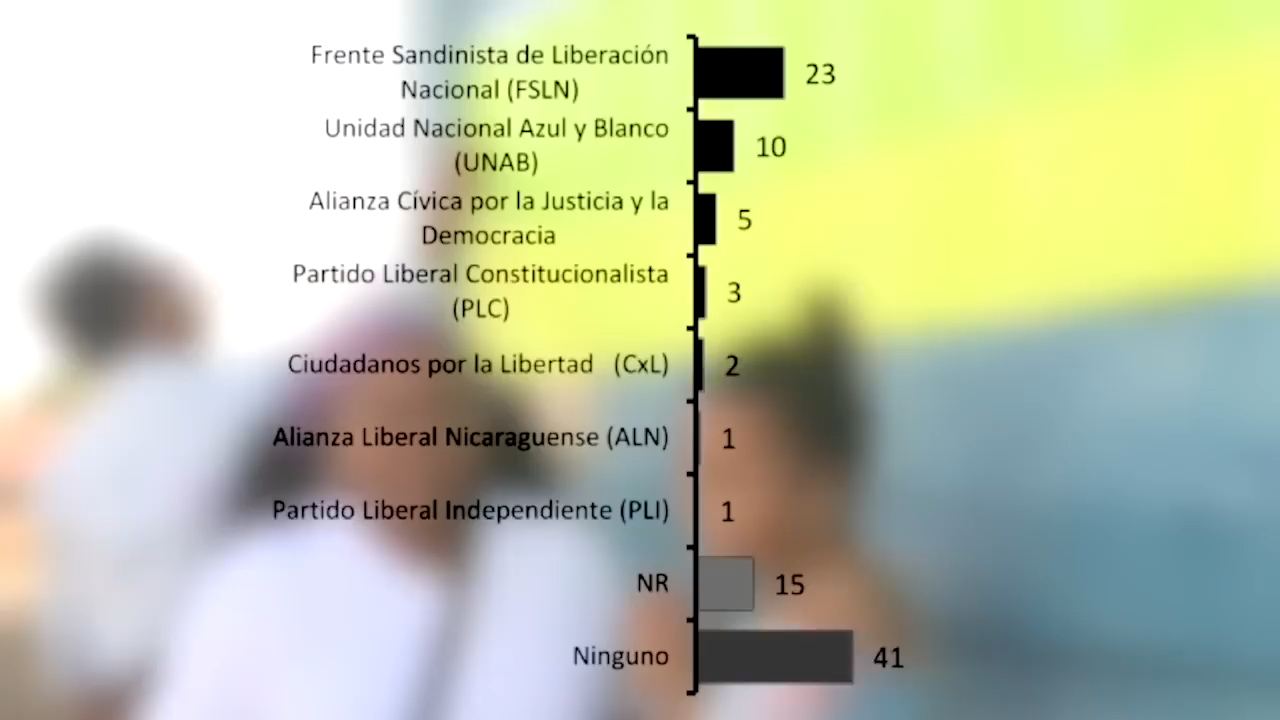 Frente Sandinista de Liberación
Nacional (FSLN)
23
Unidad Nacional Azul y Blanco
(UNAB)
10
Alianza Cívica por la Justicia y la
Democracia
5
Partido Liberal Constitucionalista
(PLC)
3
Ciudadanos por la Libertad (CxL)
2
Alianza Liberal Nicaraguense (ALN)
1
Partido Liberal Independiente (PLI)
1
NR
15
Ninguno
41